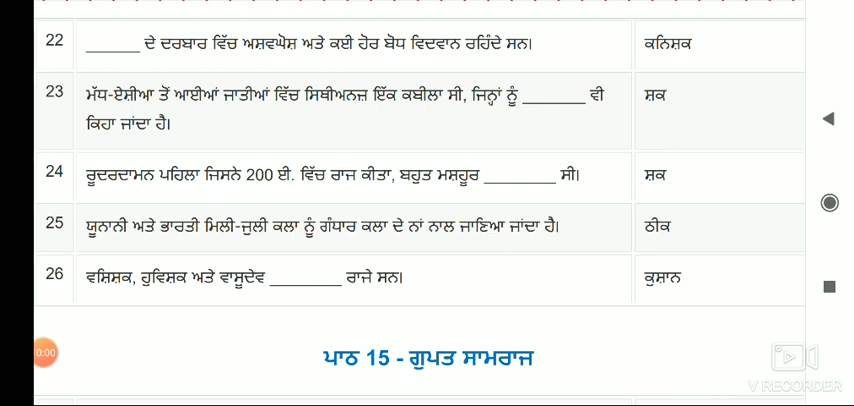 22 ______ ਦੇ ਦਰਬਾਰ ਵਿੱਚ ਅਸ਼ਵਘੋਸ਼ ਅਤੇ ਕਈ ਹੋਰ ਬੋਧ ਵਿਦਵਾਨ ਰਹਿੰਦੇ ਸਨ। ਕਨਿਸ਼ਕ
23 ਮੱਧ-ਏਸ਼ੀਆ ਤੋਂ ਆਈਆਂ ਜਾਤੀਆਂ ਵਿੱਚ ਸਿਥੀਅਨਜ਼ ਇੱਕ ਕਬੀਲਾ ਸੀ, ਜਿਨ੍ਹਾਂ ਨੂੰ _______ ਵੀ ਸ਼ਕ
ਕਿਹਾ ਜਾਂਦਾ ਹੈ।
24 ਰੂਦਰਦਾਮਨ ਪਹਿਲਾ ਜਿਸਨੇ 200 ਈ. ਵਿੱਚ ਰਾਜ ਕੀਤਾ, ਬਹੁਤ ਮਸ਼ਹੂਰ ________ ਸੀ। ਸ਼ਕ
25 ਯੂਨਾਨੀ ਅਤੇ ਭਾਰਤੀ ਮਿਲੀ-ਜੁਲੀ ਕਲਾ ਨੂੰ ਗੰਧਾਰ ਕਲਾ ਦੇ ਨਾਂ ਨਾਲ ਜਾਣਿਆ ਜਾਂਦਾ ਹੈ। ਠੀਕ
26 ਵਸ਼ਿਸ਼ਕ, ਹੁਵਿਸ਼ਕ ਅਤੇ ਵਾਸੂਦੇਵ ________ ਰਾਜੇ ਸਨ। ਕੁਸ਼ਾਨ
0:00
ਪਾਠ 15 - ਗੁਪਤ ਸਾਮਰਾਜ
V RECORDER